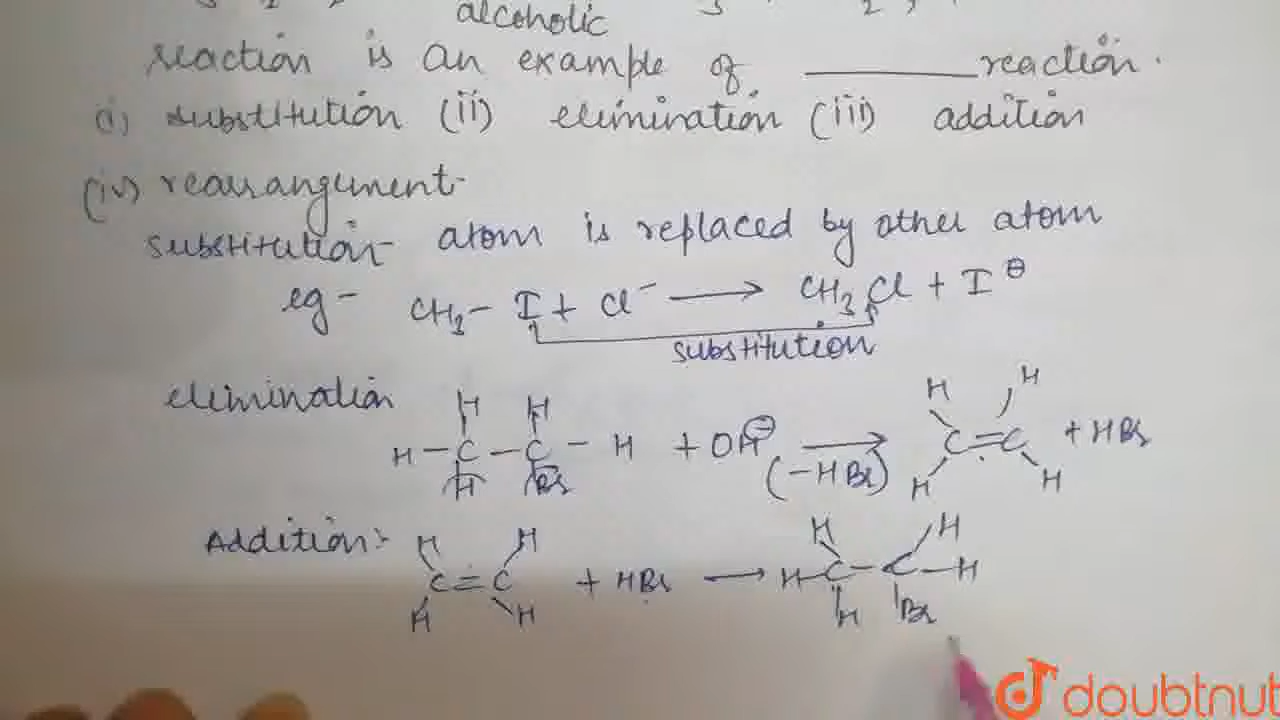 alcoholic
reaction is an example of ________ reaction.
(i) substitution (ii) elimination (iii) addition
(iv) rearrangement
substitution- atom is replaced by other atom
eg - CH3 - I + Cl⁻ ⟶ CH3Cl + I⊖
substitution
elimination
H H H H
H - C - C - H + OH⊖ ⟶ C = C + HBr
H Br (-HBr) H H
Addition:-
H H H H
C = C + HBr ⟶ H - C - C - H
H H H Br
doubtnut